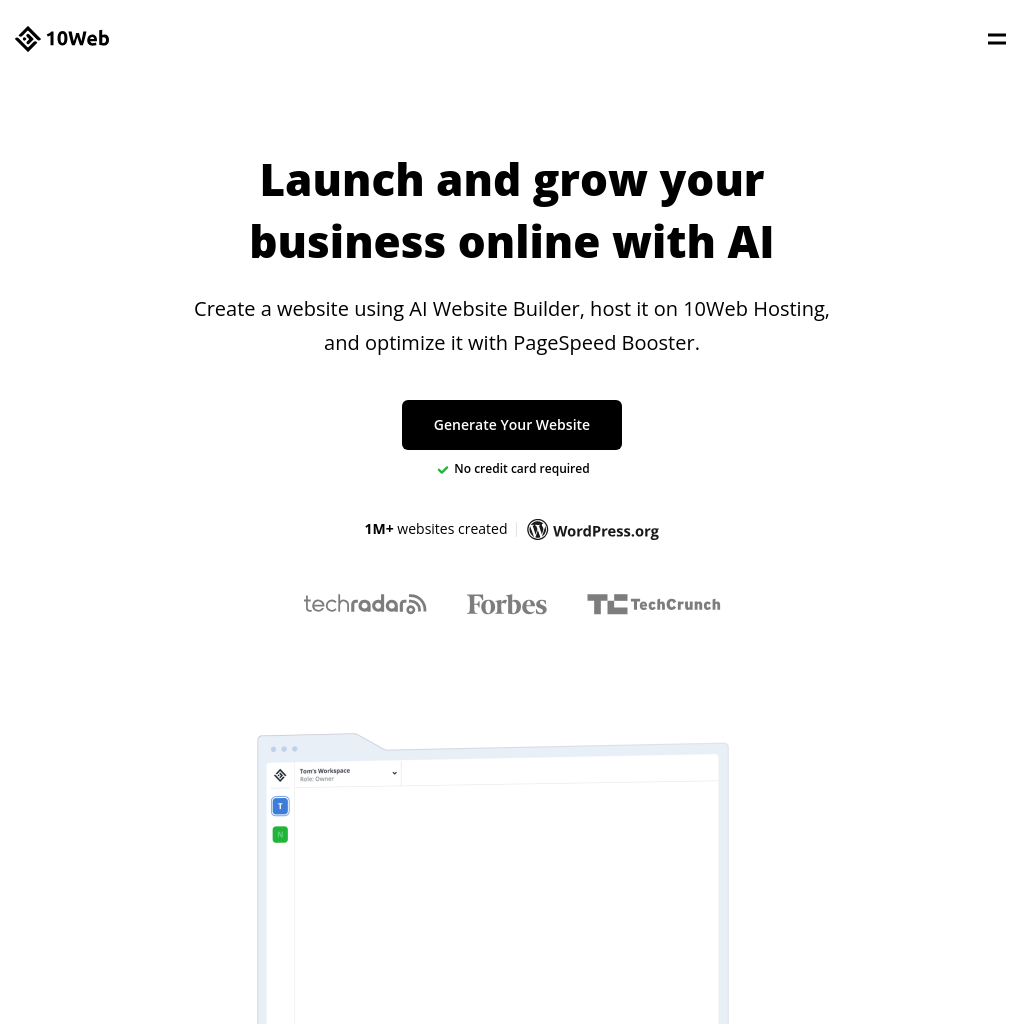 10Web
Launch and grow your
business online with AI
Create a website using AI Website Builder, host it on 10Web Hosting,
and optimize it with PageSpeed Booster.
Generate Your Website
No credit card required
1M+ websites created
WordPress.org
techradar
Forbes
TechCrunch
Tom's Workspace
Role: Owner
T
N